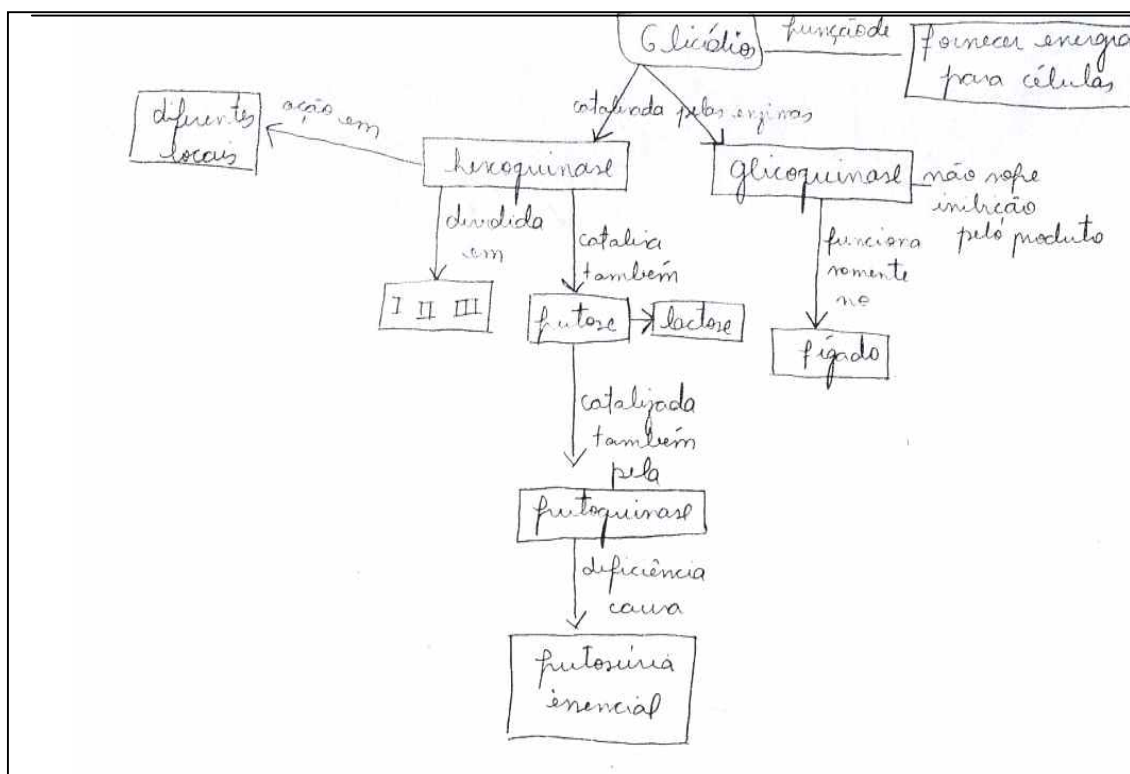 Glicídios
função de
fornecer energia
para células
catalizada pelas enzimas
diferentes
locais
ação em
hexoquinase
glicoquinase
não sofre
inibição
pelo produto
dividida
em
I II III
cataliza
também
frutose
lactose
funciona
somente
no
fígado
catalizada
também
pela
frutoquinase
deficiência
causa
frutosúria
essencial